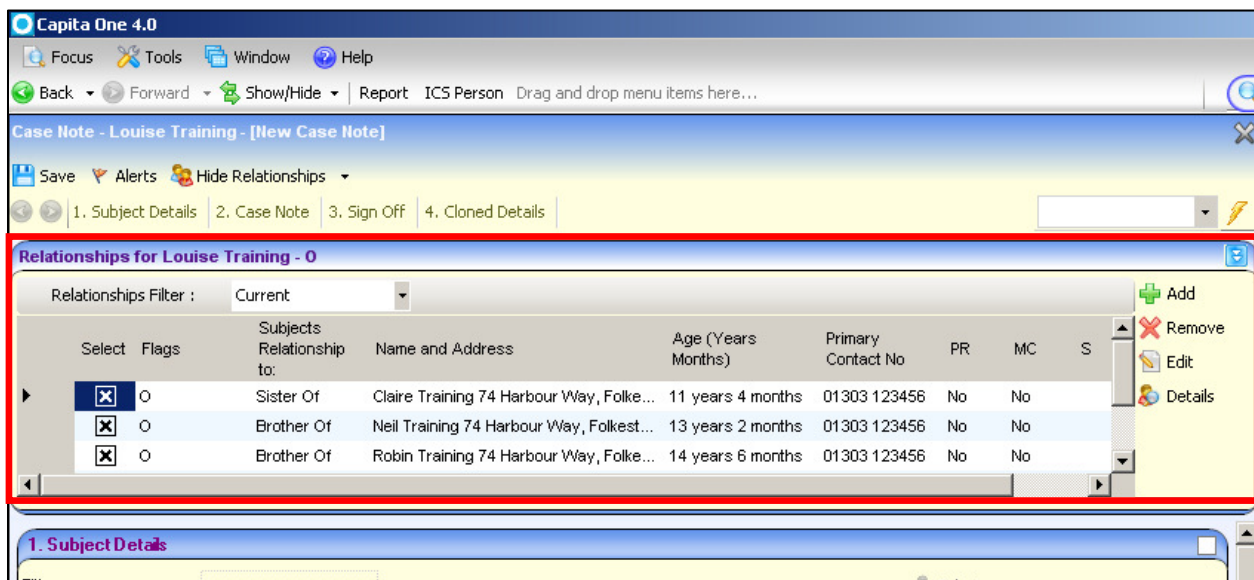 Capita One 4.0
Focus Tools Window Help
Back Forward Show/Hide Report ICS Person Drag and drop menu items here...
Case Note - Louise Training - [New Case Note]
Save Alerts Hide Relationships
1. Subject Details 2. Case Note 3. Sign Off 4. Cloned Details
Relationships for Louise Training - O
Relationships Filter : Current Add
Select Flags Subjects Relationship to: Name and Address Age (Years Months) Primary Contact No PR MC S Remove
Edit
O Sister Of Claire Training 74 Harbour Way, Folke... 11 years 4 months 01303 123456 No No Details
O Brother Of Neil Training 74 Harbour Way, Folkest... 13 years 2 months 01303 123456 No No
O Brother Of Robin Training 74 Harbour Way, Folke... 14 years 6 months 01303 123456 No No
1. Subject Details